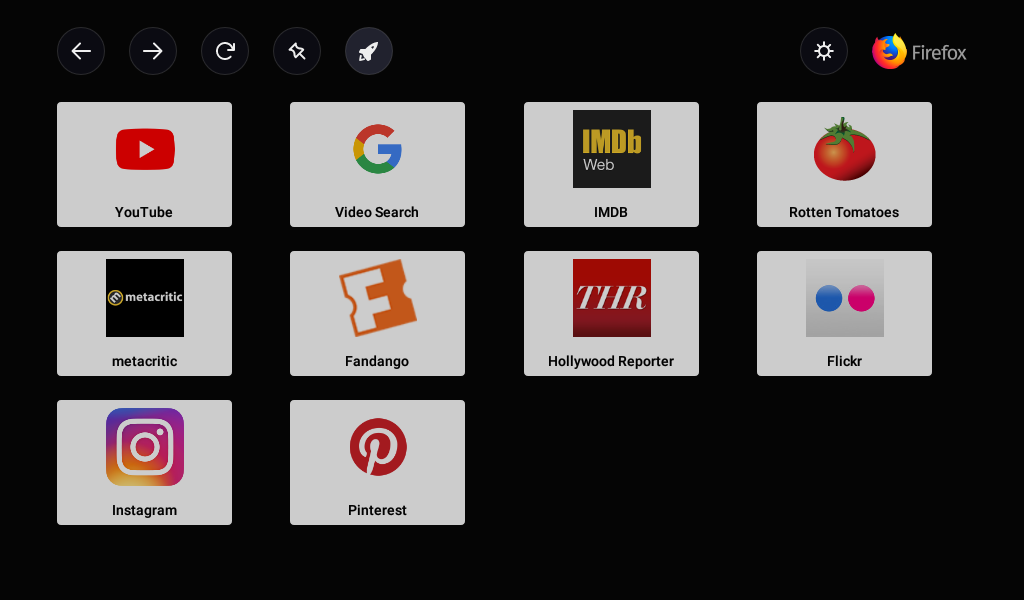 Firefox
YouTube
Video Search
IMDb
Web
IMDB
Rotten Tomatoes
metacritic
metacritic
Fandango
THR
Hollywood Reporter
Flickr
Instagram
Pinterest